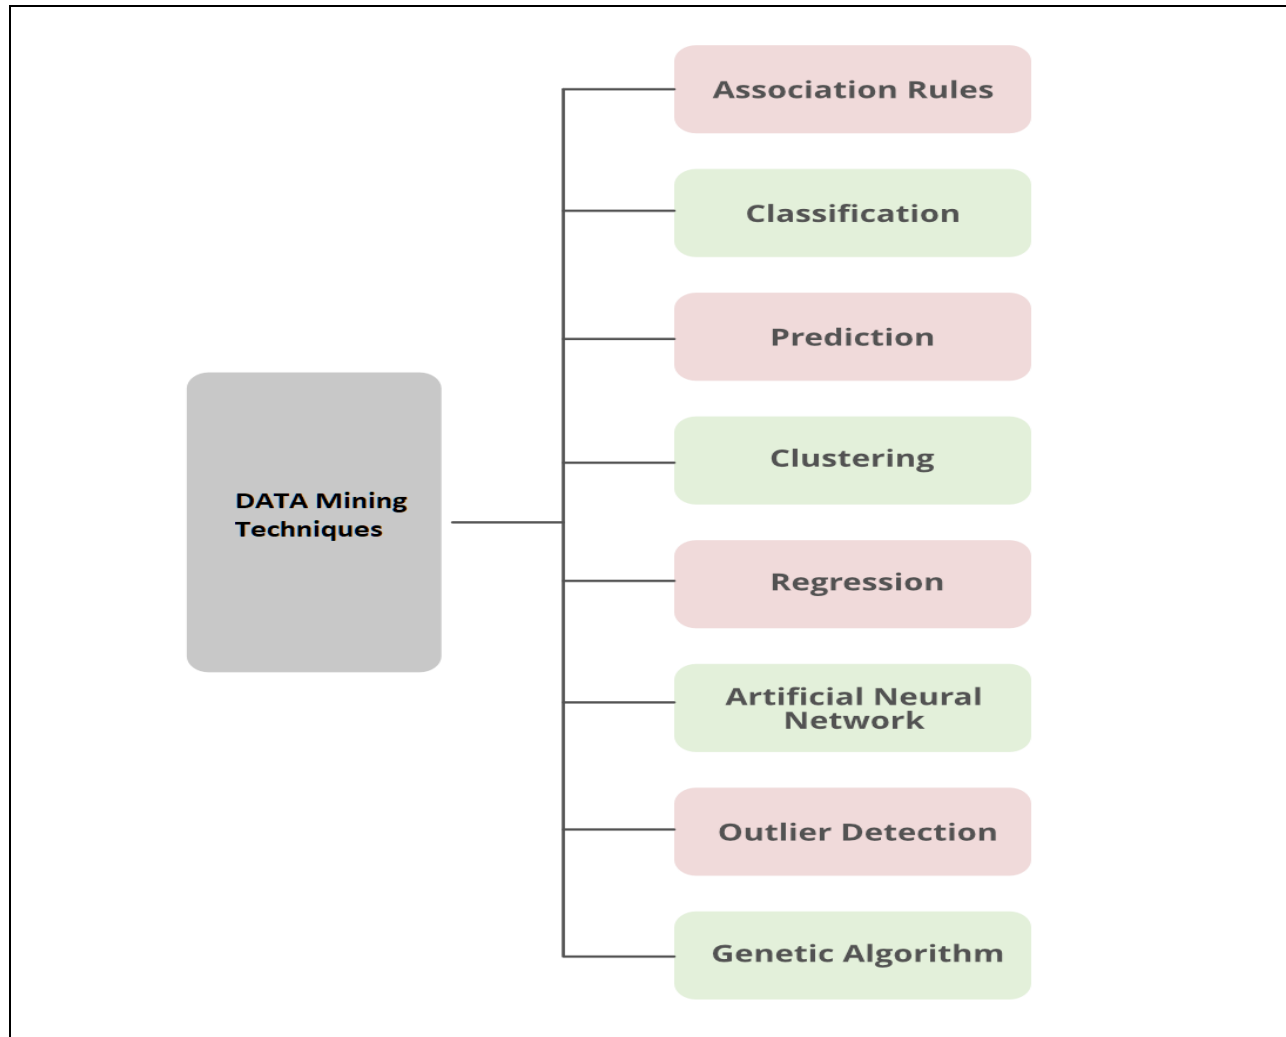 DATA Mining
Techniques
Association Rules
Classification
Prediction
Clustering
Regression
Artificial Neural
Network
Outlier Detection
Genetic Algorithm